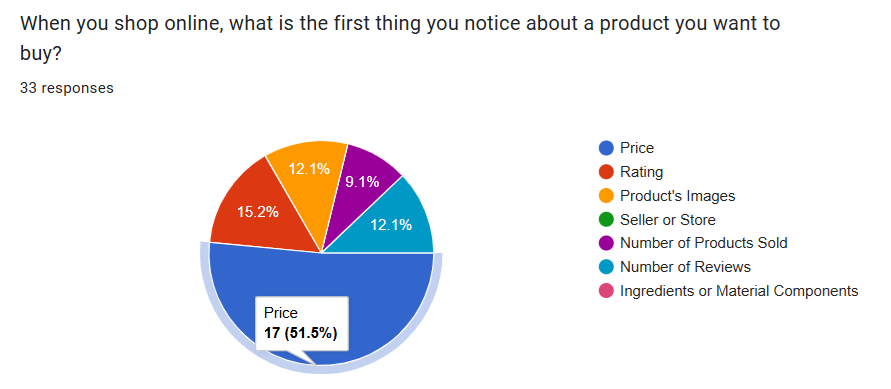 When you shop online, what is the first thing you notice about a product you want to
buy?
33 responses
12.1%
9.1%
15.2%
12.1%
Price
17 (51.5%)
Price
Rating
Product's Images
Seller or Store
Number of Products Sold
Number of Reviews
Ingredients or Material Components